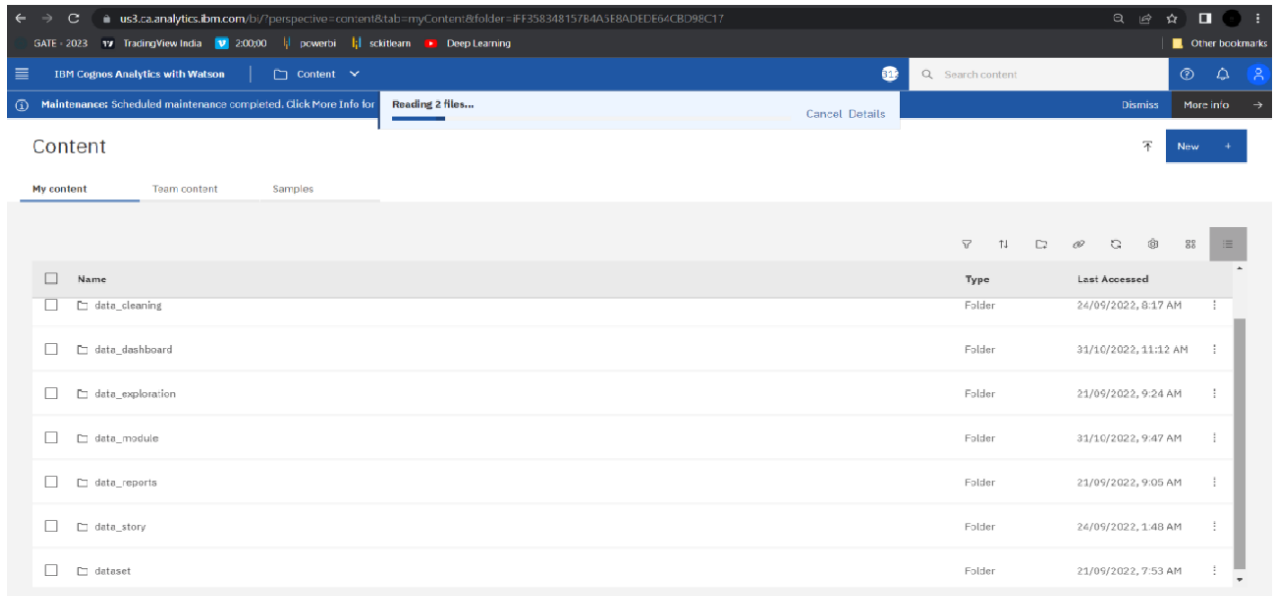 us3.ca.analytics.ibm.com/bi/?perspective=content&tab=myContent&folder=iFF358348157B4A5E8ADEDE64CBD98C17
GATE - 2023 TradingView India 2:00:00 powerbi sckitlearn Deep Learning Other bookmarks
IBM Cognos Analytics with Watson Content Search content
Maintenance: Scheduled maintenance completed. Click More Info for Reading 2 files... Cancel Details Dismiss More info
Content New +
My content Team content Samples
Name Type Last Accessed
data_cleaning Folder 24/09/2022, 8:17 AM
data_dashboard Folder 31/10/2022, 11:12 AM
data_exploration Folder 21/09/2022, 9:24 AM
data_module Folder 31/10/2022, 9:47 AM
data_reports Folder 21/09/2022, 9:05 AM
data_story Folder 24/09/2022, 1:48 AM
dataset Folder 21/09/2022, 7:53 AM